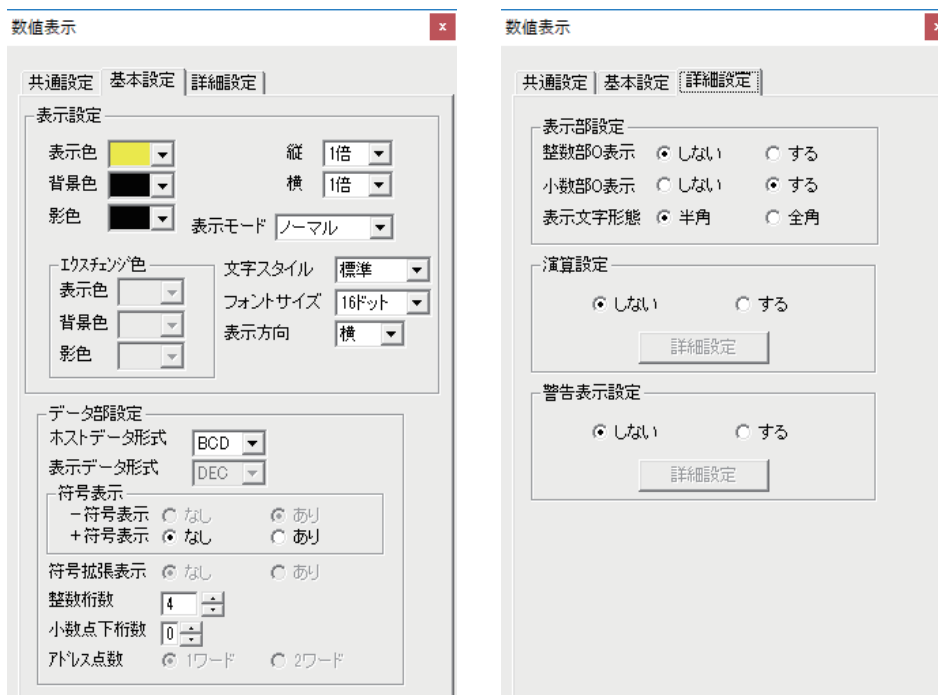 数値表示
x
共通設定 基本設定 詳細設定
表示設定
表示色
縦 1倍
背景色
横 1倍
影色
表示モード ノーマル
エクスチェンジ色
表示色
背景色
影色
文字スタイル 標準
フォントサイズ 16ドット
表示方向 横
データ部設定
ホストデータ形式 BCD
表示データ形式 DEC
符号表示
－符号表示 なし あり
＋符号表示 なし あり
符号拡張表示 なし あり
整数桁数 4
小数点下桁数 0
アドレス点数 1ワード 2ワード
数値表示
x
共通設定 基本設定 詳細設定
表示部設定
整数部0表示 しない する
小数部0表示 しない する
表示文字形態 半角 全角
演算設定
しない する
詳細設定
警告表示設定
しない する
詳細設定